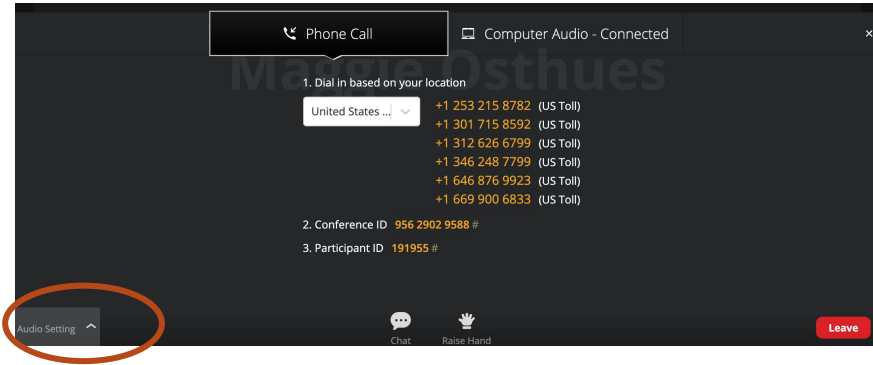 Phone Call
Computer Audio - Connected
×
Maggie Osthues
1. Dial in based on your location
United States ...
+1 253 215 8782 (US Toll)
+1 301 715 8592 (US Toll)
+1 312 626 6799 (US Toll)
+1 346 248 7799 (US Toll)
+1 646 876 9923 (US Toll)
+1 669 900 6833 (US Toll)
2. Conference ID 956 2902 9588 #
3. Participant ID 191955 #
Audio Setting
Chat
Raise Hand
Leave